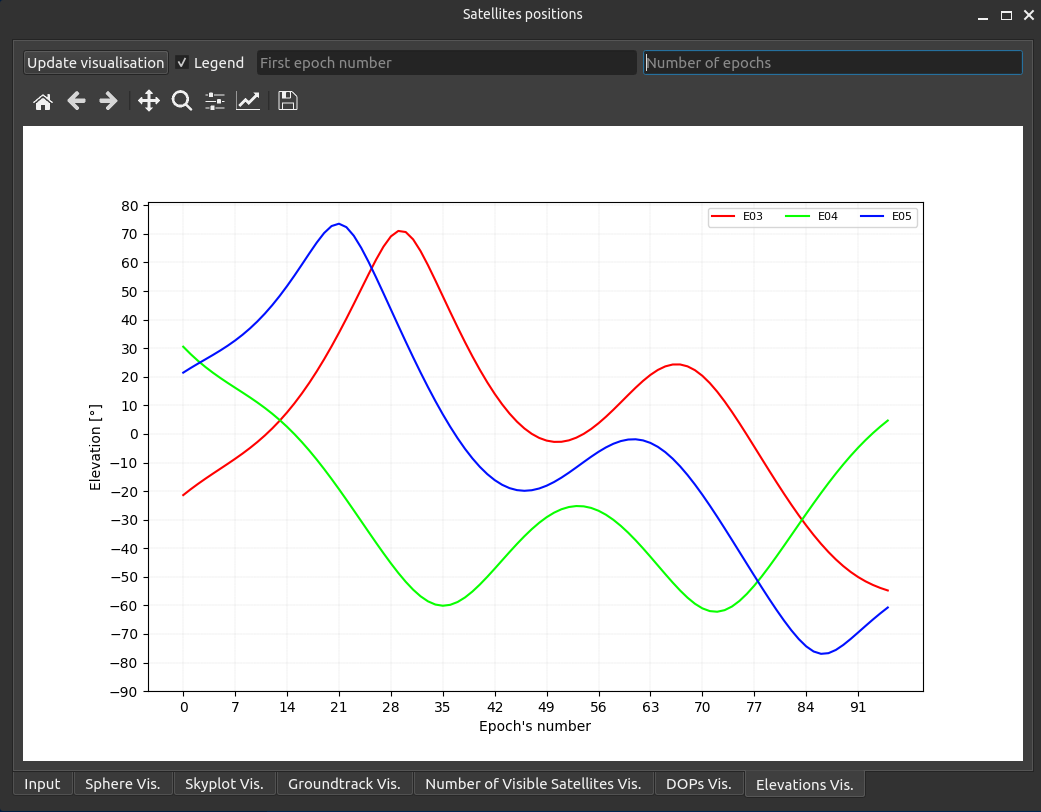 Satellites positions
Update visualisation Legend First epoch number Number of epochs
E03 E04 E05
80
70
60
50
40
30
20
10
0
−10
−20
−30
−40
−50
−60
−70
−80
−90
Elevation [°]
0 7 14 21 28 35 42 49 56 63 70 77 84 91
Epoch's number
Input Sphere Vis. Skyplot Vis. Groundtrack Vis. Number of Visible Satellites Vis. DOPs Vis. Elevations Vis.